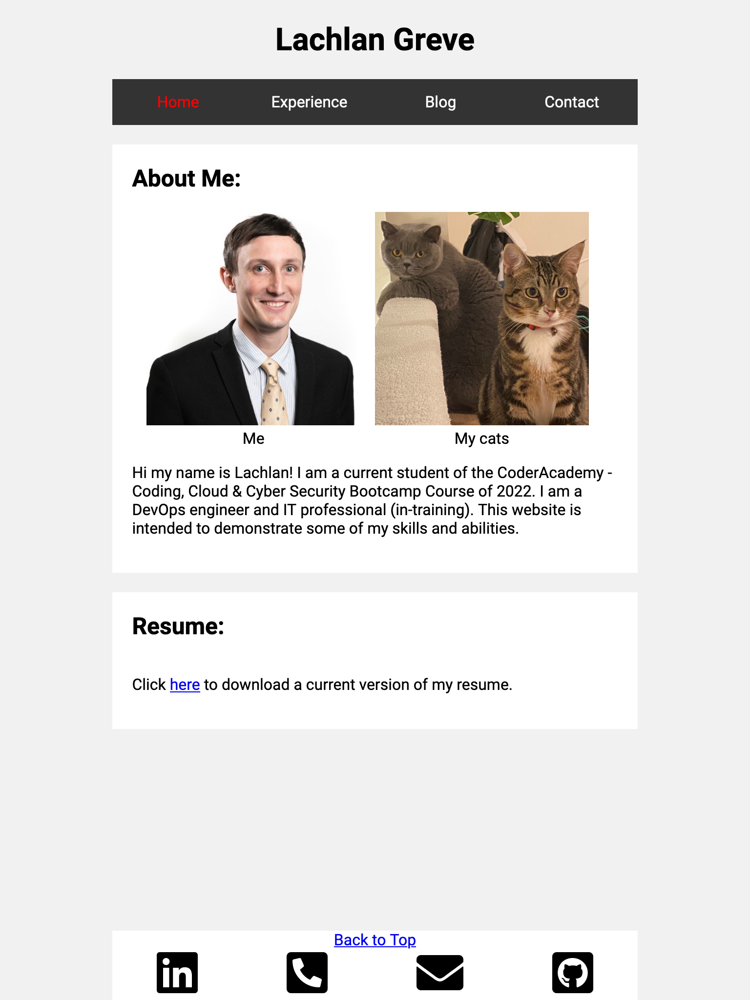 Lachlan Greve
Home Experience Blog Contact
About Me:
Me
My cats
Hi my name is Lachlan! I am a current student of the CoderAcademy -
Coding, Cloud & Cyber Security Bootcamp Course of 2022. I am a
DevOps engineer and IT professional (in-training). This website is
intended to demonstrate some of my skills and abilities.
Resume:
Click here to download a current version of my resume.
Back to Top
in